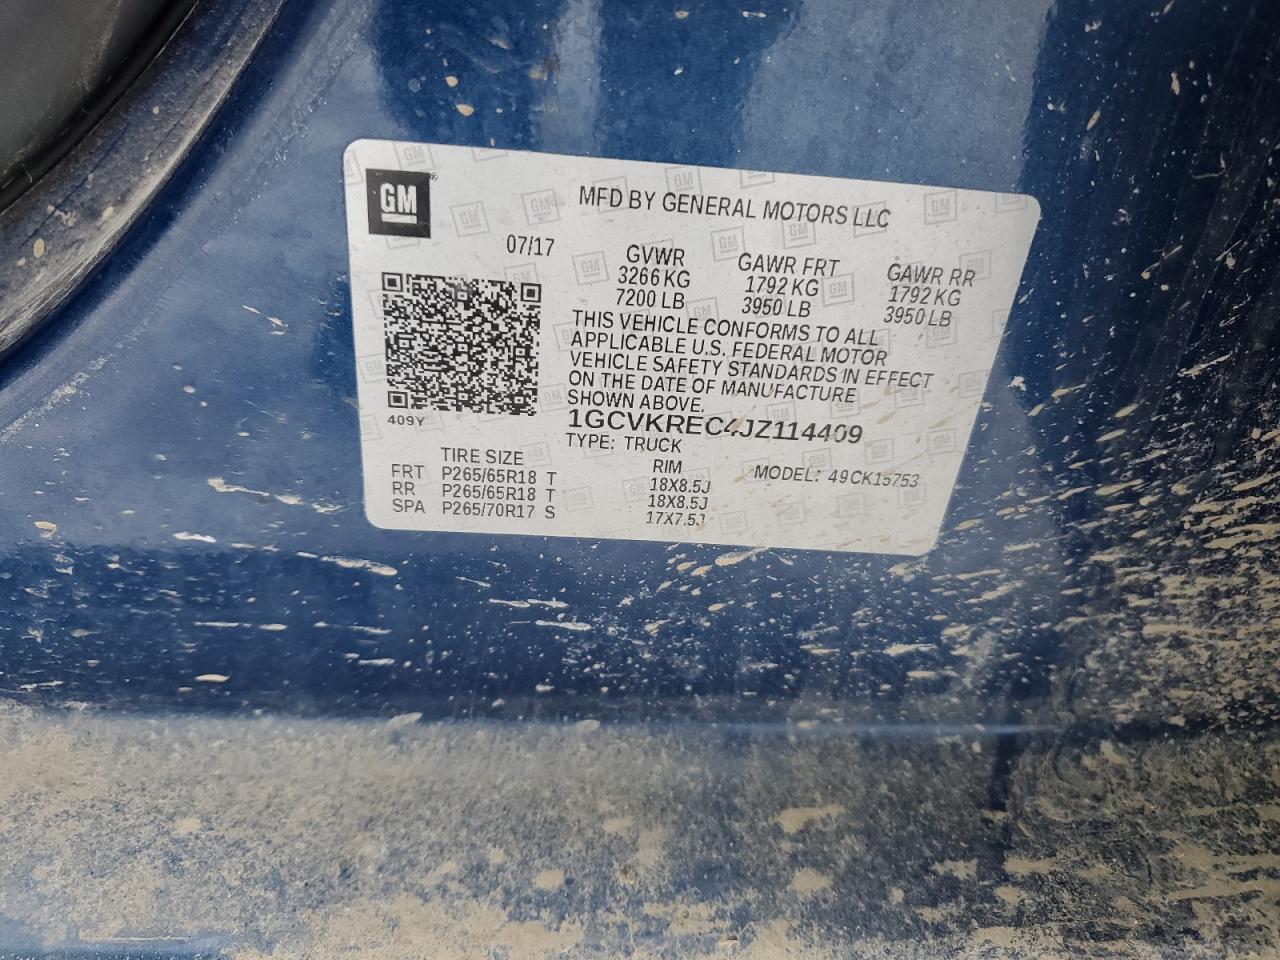 GM
MFD BY GENERAL MOTORS LLC
07/17
GVWR GAWR FRT GAWR RR
3266 KG 1792 KG 1792 KG
7200 LB 3950 LB 3950 LB
THIS VEHICLE CONFORMS TO ALL
APPLICABLE U.S. FEDERAL MOTOR
VEHICLE SAFETY STANDARDS IN EFFECT
ON THE DATE OF MANUFACTURE
SHOWN ABOVE.
409Y
1GCVKREC4JZ114409
TYPE: TRUCK
TIRE SIZE RIM MODEL: 49CK15753
FRT P265/65R18 T 18X8.5J
RR P265/65R18 T 18X8.5J
SPA P265/70R17 S 17X7.5J